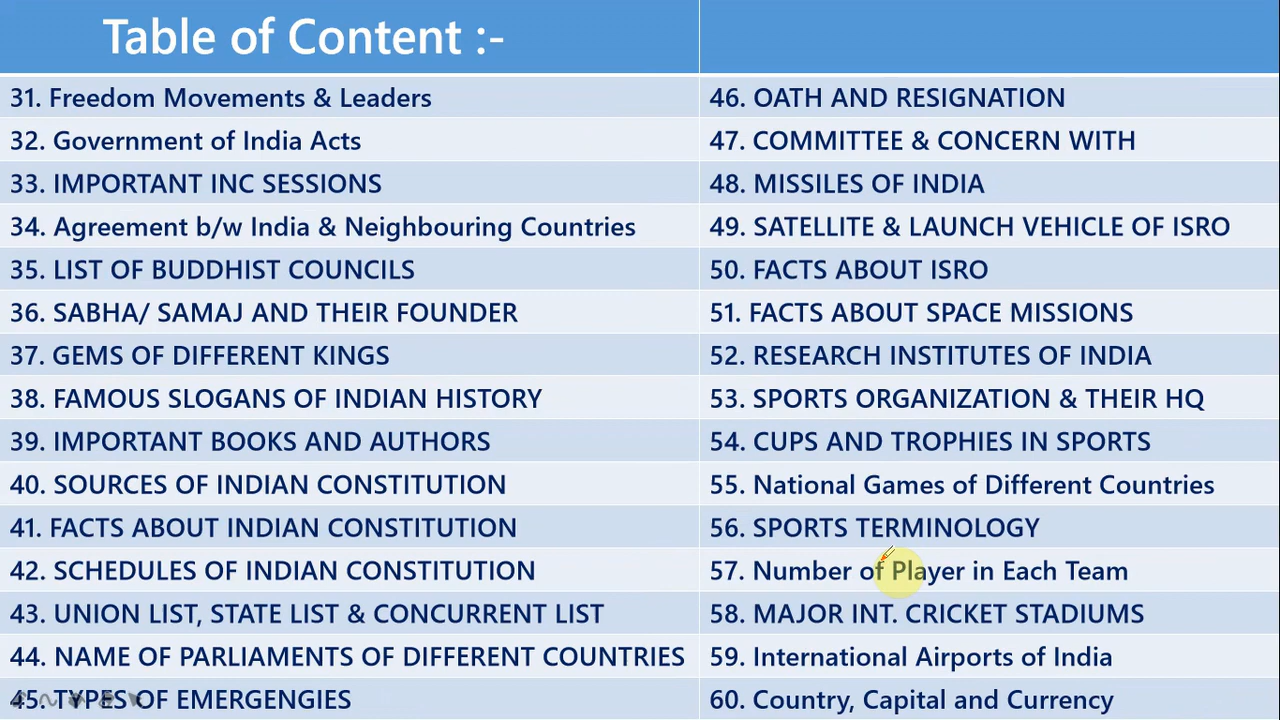 Table of Content :-
31. Freedom Movements & Leaders
32. Government of India Acts
33. IMPORTANT INC SESSIONS
34. Agreement b/w India & Neighbouring Countries
35. LIST OF BUDDHIST COUNCILS
36. SABHA/ SAMAJ AND THEIR FOUNDER
37. GEMS OF DIFFERENT KINGS
38. FAMOUS SLOGANS OF INDIAN HISTORY
39. IMPORTANT BOOKS AND AUTHORS
40. SOURCES OF INDIAN CONSTITUTION
41. FACTS ABOUT INDIAN CONSTITUTION
42. SCHEDULES OF INDIAN CONSTITUTION
43. UNION LIST, STATE LIST & CONCURRENT LIST
44. NAME OF PARLIAMENTS OF DIFFERENT COUNTRIES
45. TYPES OF EMERGENGIES
46. OATH AND RESIGNATION
47. COMMITTEE & CONCERN WITH
48. MISSILES OF INDIA
49. SATELLITE & LAUNCH VEHICLE OF ISRO
50. FACTS ABOUT ISRO
51. FACTS ABOUT SPACE MISSIONS
52. RESEARCH INSTITUTES OF INDIA
53. SPORTS ORGANIZATION & THEIR HQ
54. CUPS AND TROPHIES IN SPORTS
55. National Games of Different Countries
56. SPORTS TERMINOLOGY
57. Number of Player in Each Team
58. MAJOR INT. CRICKET STADIUMS
59. International Airports of India
60. Country, Capital and Currency